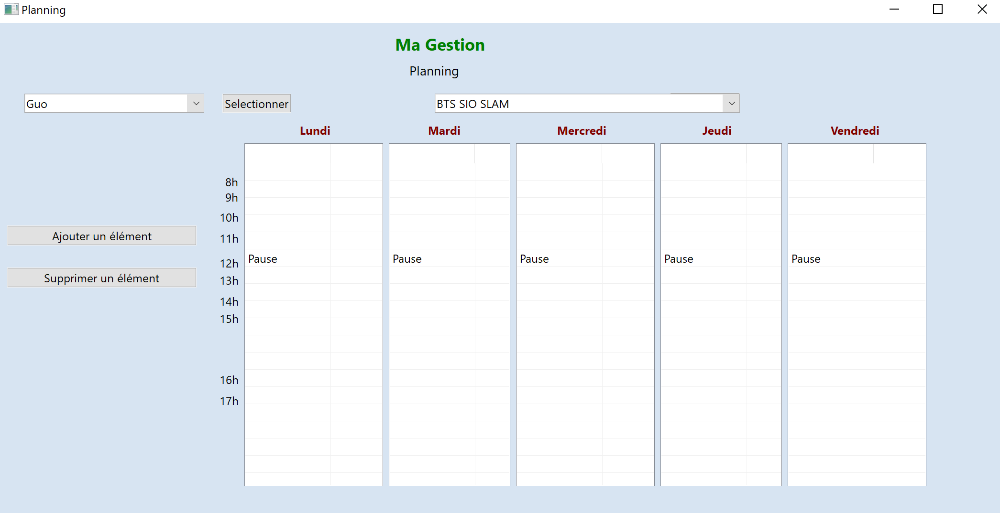 Planning
Ma Gestion
Planning
Guo
Selectionner
BTS SIO SLAM
Lundi Mardi Mercredi Jeudi Vendredi
8h
9h
10h
Ajouter un élément
11h
12h Pause Pause Pause Pause Pause
Supprimer un élément
13h
14h
15h
16h
17h